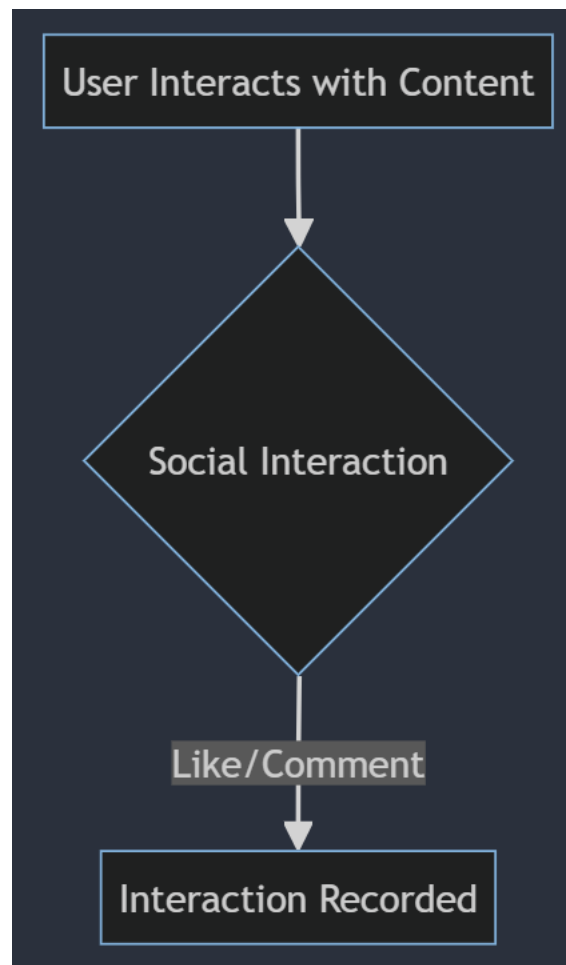 User Interacts with Content
Social Interaction
Like/Comment
Interaction Recorded